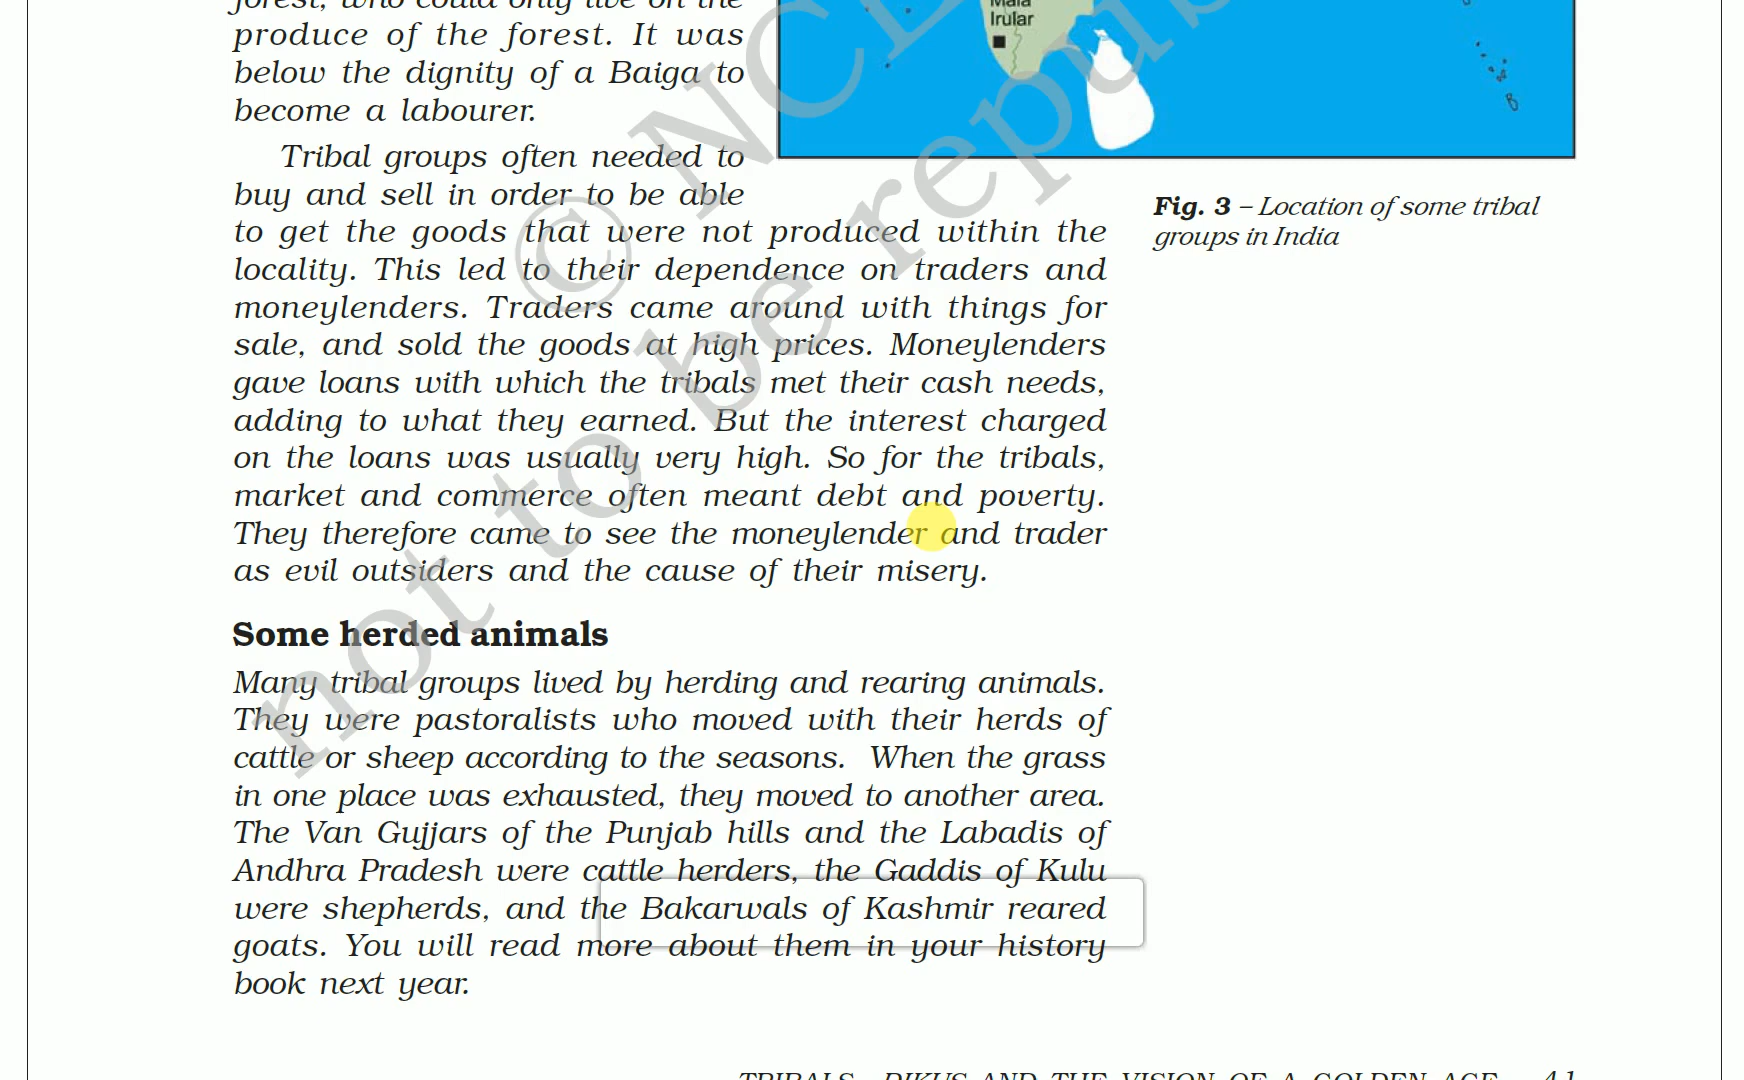 forest, who could only live on the
produce of the forest. It was
below the dignity of a Baiga to
become a labourer.
Tribal groups often needed to
buy and sell in order to be able
to get the goods that were not produced within the
locality. This led to their dependence on traders and
moneylenders. Traders came around with things for
sale, and sold the goods at high prices. Moneylenders
gave loans with which the tribals met their cash needs,
adding to what they earned. But the interest charged
on the loans was usually very high. So for the tribals,
market and commerce often meant debt and poverty.
They therefore came to see the moneylender and trader
as evil outsiders and the cause of their misery.
Some herded animals
Many tribal groups lived by herding and rearing animals.
They were pastoralists who moved with their herds of
cattle or sheep according to the seasons. When the grass
in one place was exhausted, they moved to another area.
The Van Gujjars of the Punjab hills and the Labadis of
Andhra Pradesh were cattle herders, the Gaddis of Kulu
were shepherds, and the Bakarwals of Kashmir reared
goats. You will read more about them in your history
book next year.
Mala
Irular
Fig. 3 – Location of some tribal
groups in India
© NCE
not to be repub
TRIBALS, DIKUS AND THE VISION OF A GOLDEN AGE 41